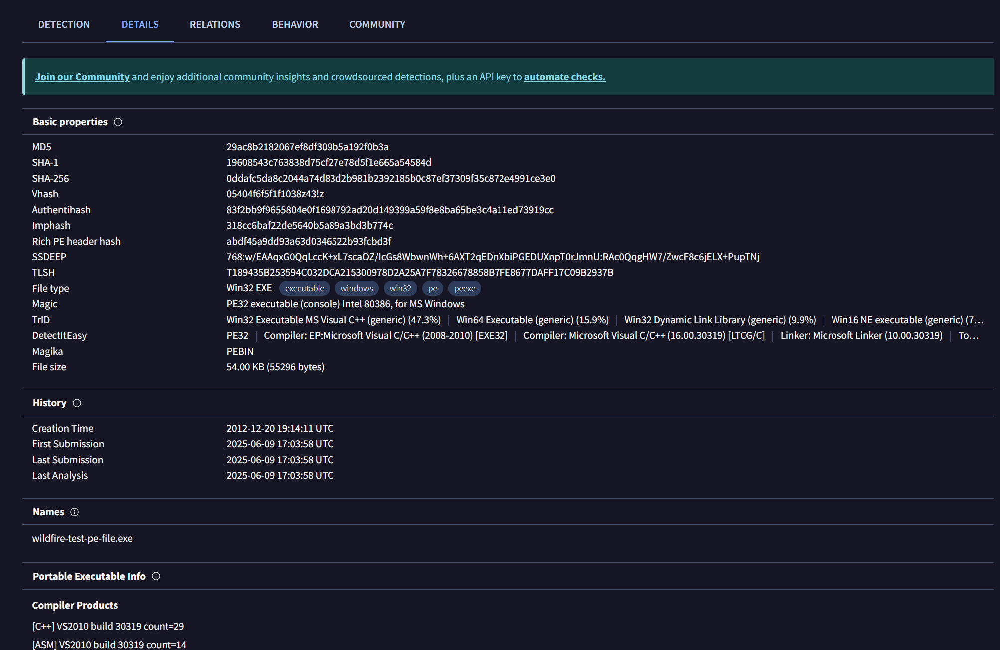 DETECTION DETAILS RELATIONS BEHAVIOR COMMUNITY
Join our Community and enjoy additional community insights and crowdsourced detections, plus an API key to automate checks.
Basic properties
MD5 29ac8b2182067ef8df309b5a192f0b3a
SHA-1 19608543c763838d75cf27e78d5f1e665a54584d
SHA-256 0ddafc5da8c2044a74d83d2b981b2392185b0c87ef37309f35c872e4991ce3e0
Vhash 05404f6f5f1f1038z43!z
Authentihash 83f2bb9f9655804e0f1698792ad20d149399a59f8e8ba65be3c4a11ed73919cc
Imphash 318cc6baf22de5640b5a89a3bd3b774c
Rich PE header hash abdf45a9dd93a63d0346522b93fcbd3f
SSDEEP 768:w/EAAqxG0QqLccK+xL7scaOZ/IcGs8WbwnWh+6AXT2qEDnXbiPGEDUXnpT0rJmnU:RAc0QqgHW7/ZwcF8c6jELX+PupTNj
TLSH T189435B253594C032DCA215300978D2A25A7F78326678858B7FE8677DAFF17C09B2937B
File type Win32 EXE executable windows win32 pe peexe
Magic PE32 executable (console) Intel 80386, for MS Windows
TrID Win32 Executable MS Visual C++ (generic) (47.3%) | Win64 Executable (generic) (15.9%) | Win32 Dynamic Link Library (generic) (9.9%) | Win16 NE executable (generic) (7...
DetectItEasy PE32 | Compiler: EP:Microsoft Visual C/C++ (2008-2010) [EXE32] | Compiler: Microsoft Visual C/C++ (16.00.30319) [LTCG/C] | Linker: Microsoft Linker (10.00.30319) | To...
Magika PEBIN
File size 54.00 KB (55296 bytes)
History
Creation Time 2012-12-20 19:14:11 UTC
First Submission 2025-06-09 17:03:58 UTC
Last Submission 2025-06-09 17:03:58 UTC
Last Analysis 2025-06-09 17:03:58 UTC
Names
wildfire-test-pe-file.exe
Portable Executable Info
Compiler Products
[C++] VS2010 build 30319 count=29
[ASM] VS2010 build 30319 count=14